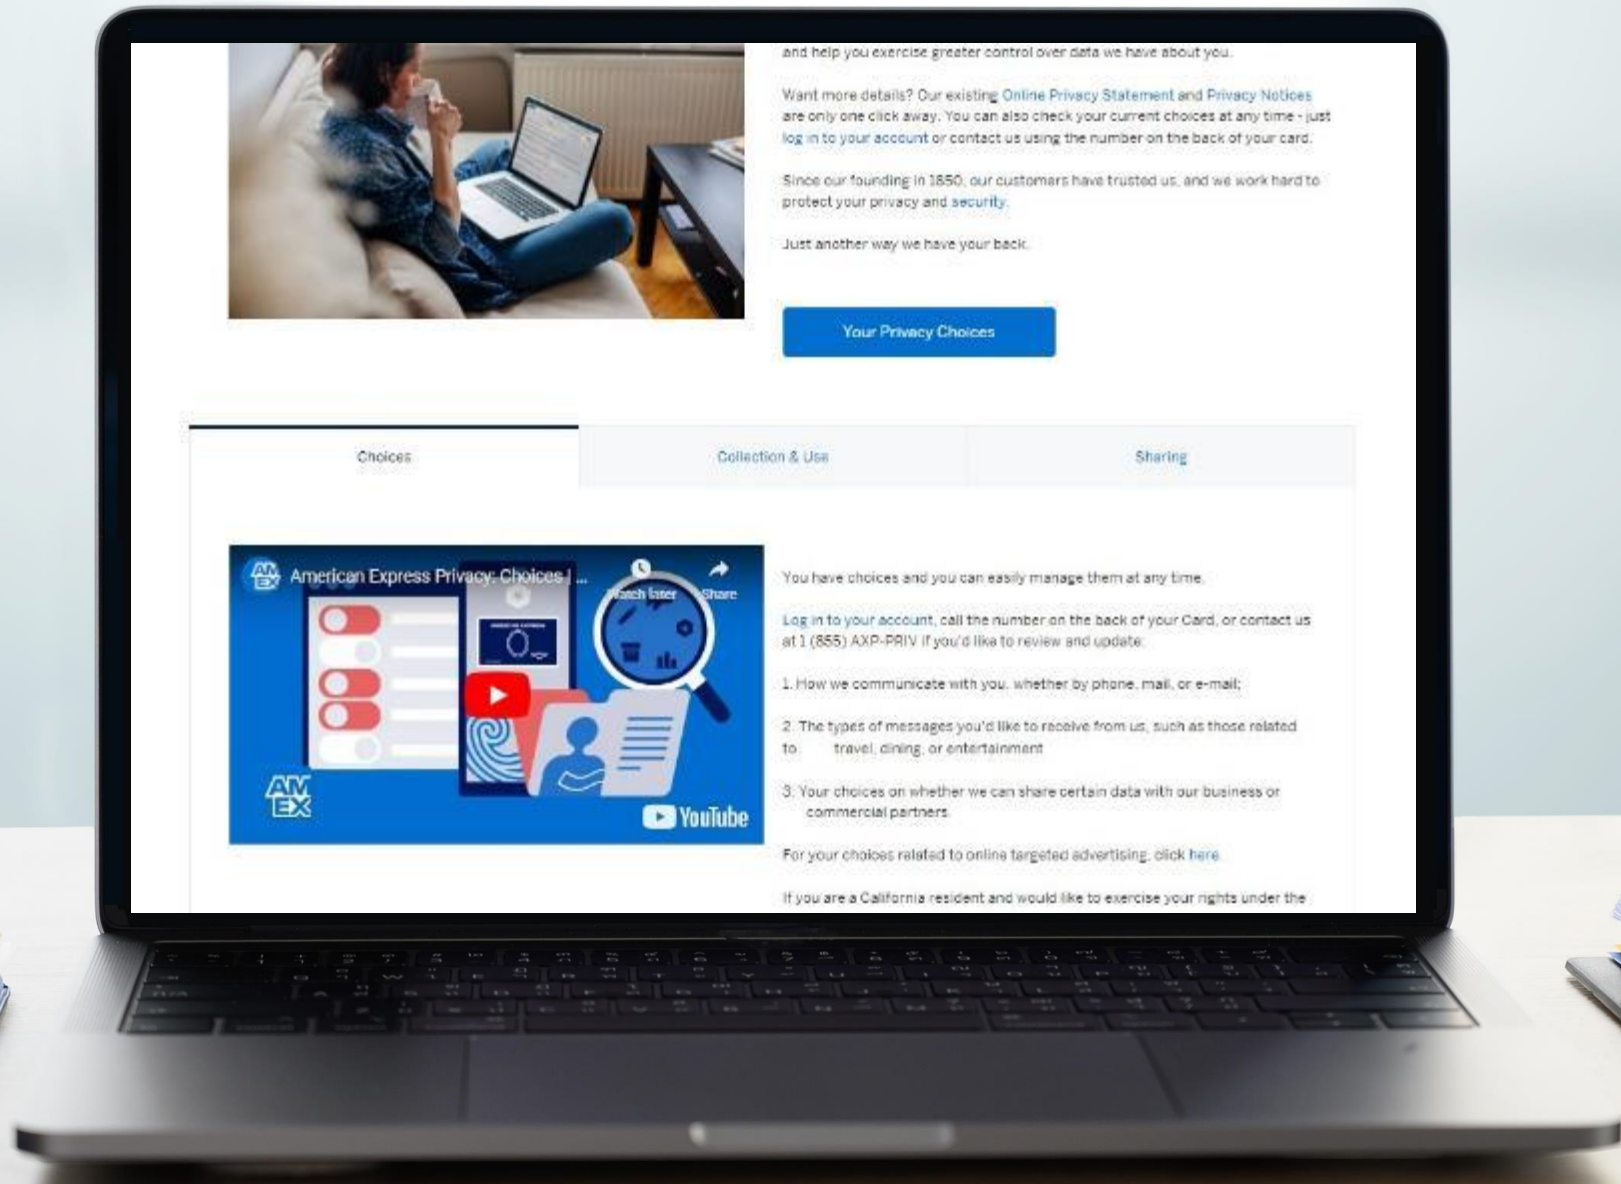 and help you exercise greater control over data we have about you.
Want more details? Our existing Online Privacy Statement and Privacy Notices
are only one click away. You can also check your current choices at any time - just
log in to your account or contact us using the number on the back of your card.
Since our founding in 1850, our customers have trusted us, and we work hard to
protect your privacy and security.
Just another way we have your back.
Your Privacy Choices
Choices
Collection & Use
Sharing
AM
EX
American Express Privacy: Choices | ...
Watch later
Share
AM
EX
YouTube
You have choices and you can easily manage them at any time.
Log in to your account, call the number on the back of your Card, or contact us
at 1 (855) AXP-PRIV if you'd like to review and update:
1. How we communicate with you, whether by phone, mail, or e-mail;
2. The types of messages you'd like to receive from us, such as those related
to travel, dining, or entertainment
3. Your choices on whether we can share certain data with our business or
commercial partners
For your choices related to online targeted advertising, click here
If you are a California resident and would like to exercise your rights under the